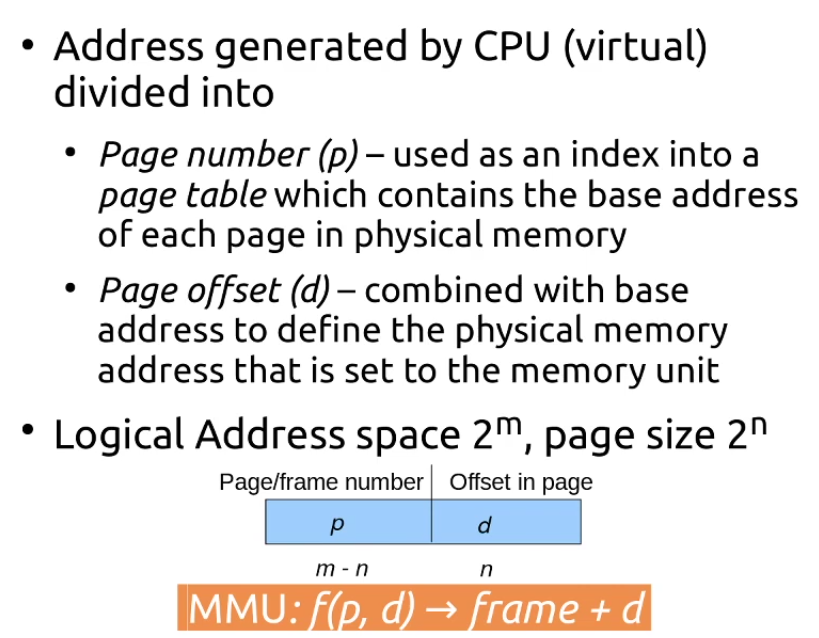 • Address generated by CPU (virtual)
divided into
• Page number (p) – used as an index into a
page table which contains the base address
of each page in physical memory
• Page offset (d) – combined with base
address to define the physical memory
address that is set to the memory unit
• Logical Address space 2^m, page size 2^n
Page/frame number Offset in page
p d
m - n n
MMU: f(p, d) → frame + d